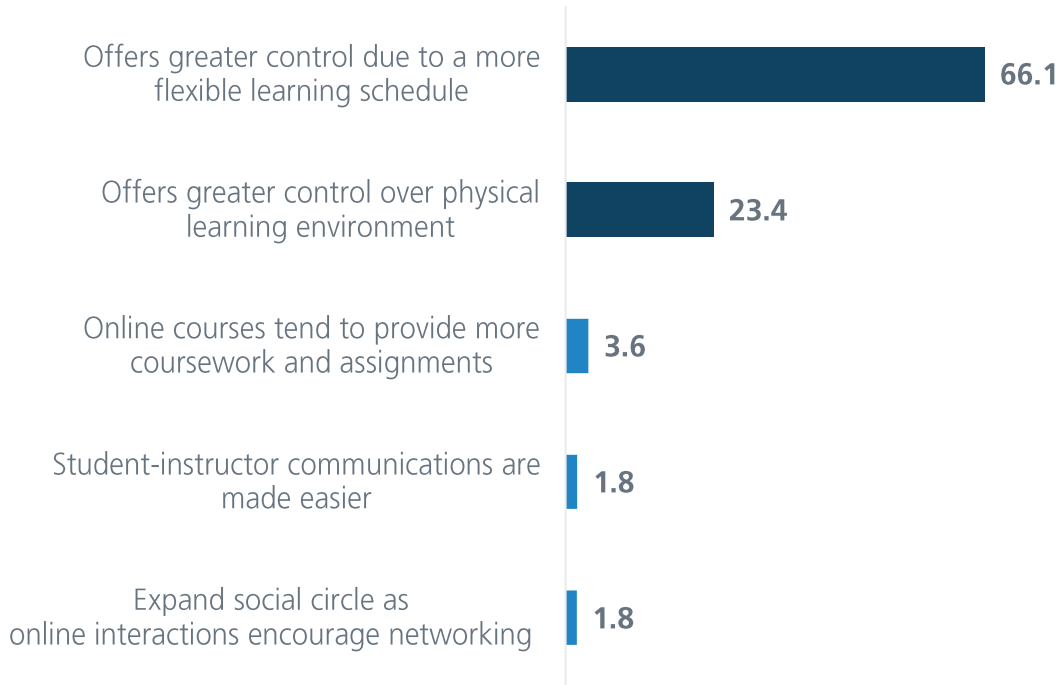 Offers greater control due to a more
flexible learning schedule
66.1
Offers greater control over physical
learning environment
23.4
Online courses tend to provide more
coursework and assignments
3.6
Student-instructor communications are
made easier
1.8
Expand social circle as
online interactions encourage networking
1.8